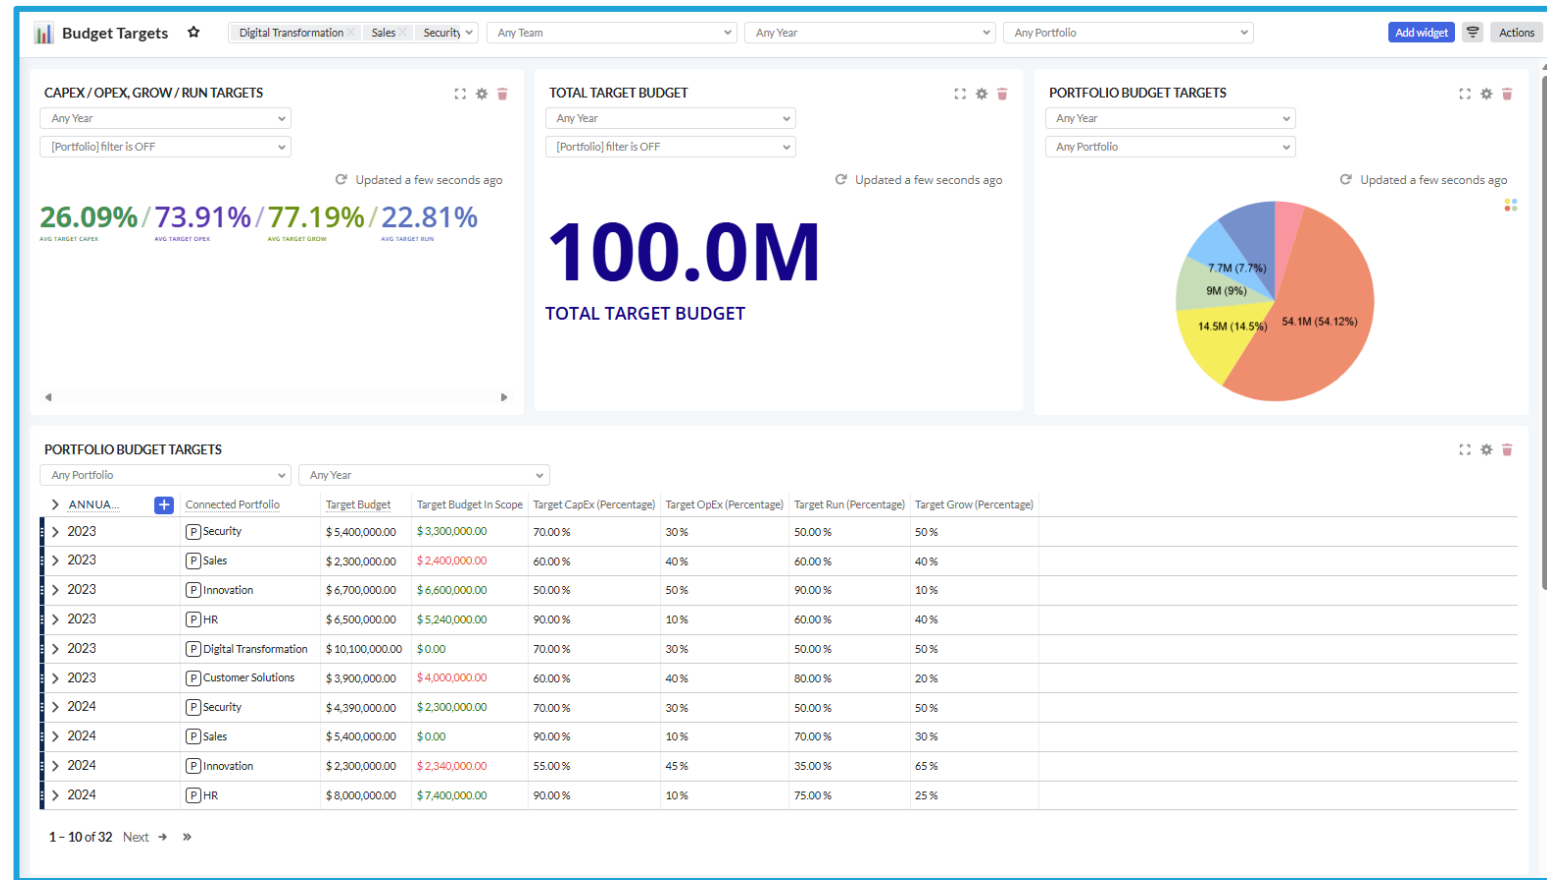 Budget Targets
Digital Transformation Sales Security
Any Team
Any Year
Any Portfolio
Add widget
Actions
CAPEX / OPEX, GROW / RUN TARGETS
Any Year
[Portfolio] filter is OFF
Updated a few seconds ago
26.09% / 73.91% / 77.19% / 22.81%
AVG TARGET CAPEX AVG TARGET OPEX AVG TARGET GROW AVG TARGET RUN
TOTAL TARGET BUDGET
Any Year
[Portfolio] filter is OFF
Updated a few seconds ago
100.0M
TOTAL TARGET BUDGET
PORTFOLIO BUDGET TARGETS
Any Year
Any Portfolio
Updated a few seconds ago
7.7M (7.7%)
9M (9%)
14.5M (14.5%)
54.1M (54.12%)
PORTFOLIO BUDGET TARGETS
Any Portfolio Any Year
ANNUA... + Connected Portfolio Target Budget Target Budget In Scope Target CapEx (Percentage) Target OpEx (Percentage) Target Run (Percentage) Target Grow (Percentage)
2023 P Security $ 5,400,000.00 $ 3,300,000.00 70.00 % 30 % 50.00 % 50 %
2023 P Sales $ 2,300,000.00 $ 2,400,000.00 60.00 % 40 % 60.00 % 40 %
2023 P Innovation $ 6,700,000.00 $ 6,600,000.00 50.00 % 50 % 90.00 % 10 %
2023 P HR $ 6,500,000.00 $ 5,240,000.00 90.00 % 10 % 60.00 % 40 %
2023 P Digital Transformation $ 10,100,000.00 $ 0.00 70.00 % 30 % 50.00 % 50 %
2023 P Customer Solutions $ 3,900,000.00 $ 4,000,000.00 60.00 % 40 % 80.00 % 20 %
2024 P Security $ 4,390,000.00 $ 2,300,000.00 70.00 % 30 % 50.00 % 50 %
2024 P Sales $ 5,400,000.00 $ 0.00 90.00 % 10 % 70.00 % 30 %
2024 P Innovation $ 2,300,000.00 $ 2,340,000.00 55.00 % 45 % 35.00 % 65 %
2024 P HR $ 8,000,000.00 $ 7,400,000.00 90.00 % 10 % 75.00 % 25 %
1 – 10 of 32 Next → »